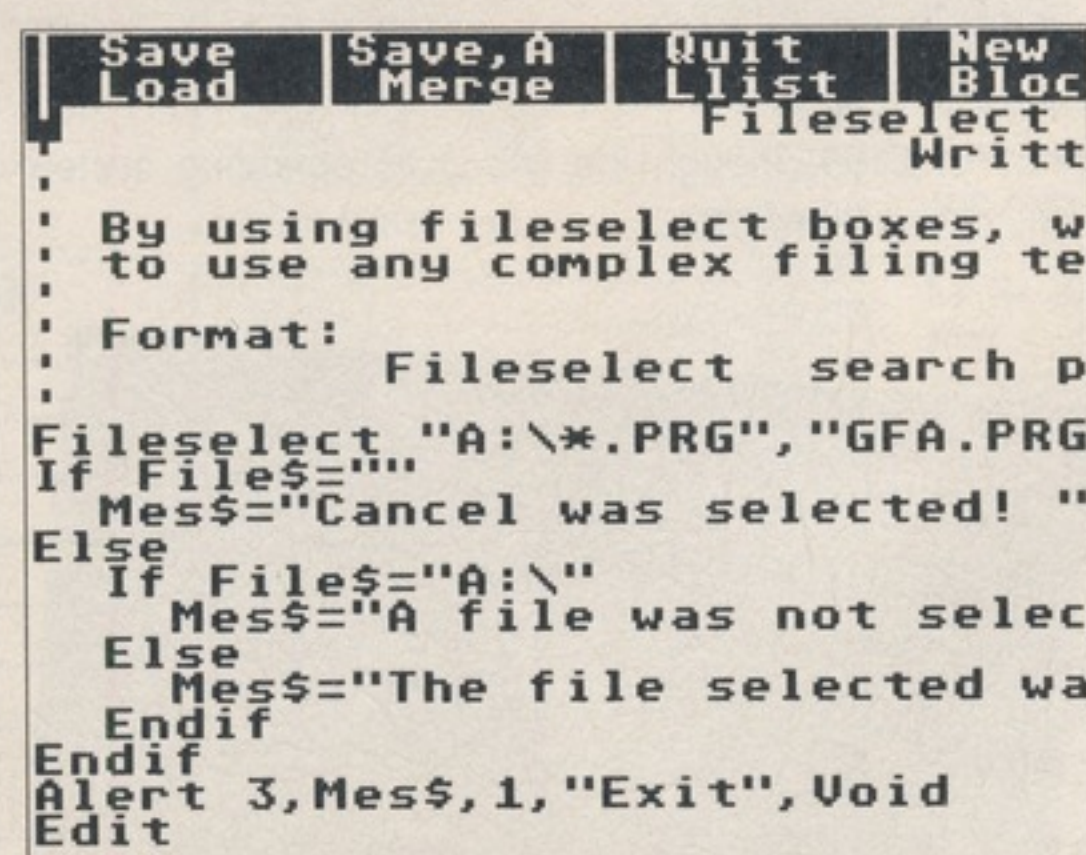 Save Save,A Quit New
Load Merge Llist Bloc
Fileselect
Writt
'
'
' By using fileselect boxes, w
' to use any complex filing te
'
' Format:
' Fileselect search p
'
Fileselect "A:\*.PRG","GFA.PRG
If File$=""
Mes$="Cancel was selected! "
Else
If File$="A:\"
Mes$="A file was not selec
Else
Mes$="The file selected wa
Endif
Endif
Alert 3,Mes$,1,"Exit",Void
Edit